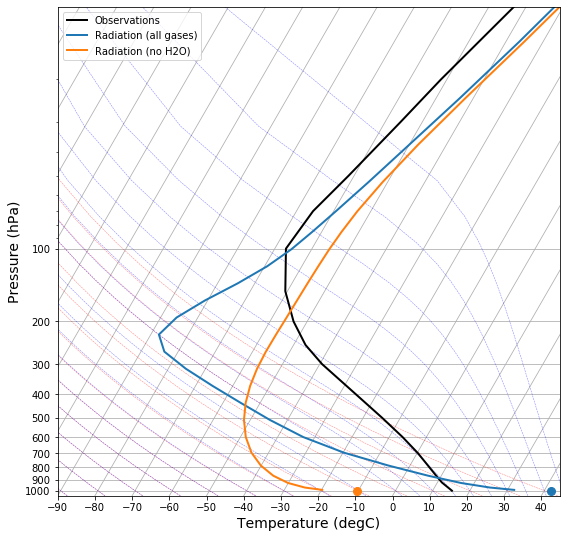 Observations
Radiation (all gases)
Radiation (no H2O)
Pressure (hPa)
100
200
300
400
500
600
700
800
900
1000
−90 −80 −70 −60 −50 −40 −30 −20 −10 0 10 20 30 40
Temperature (degC)